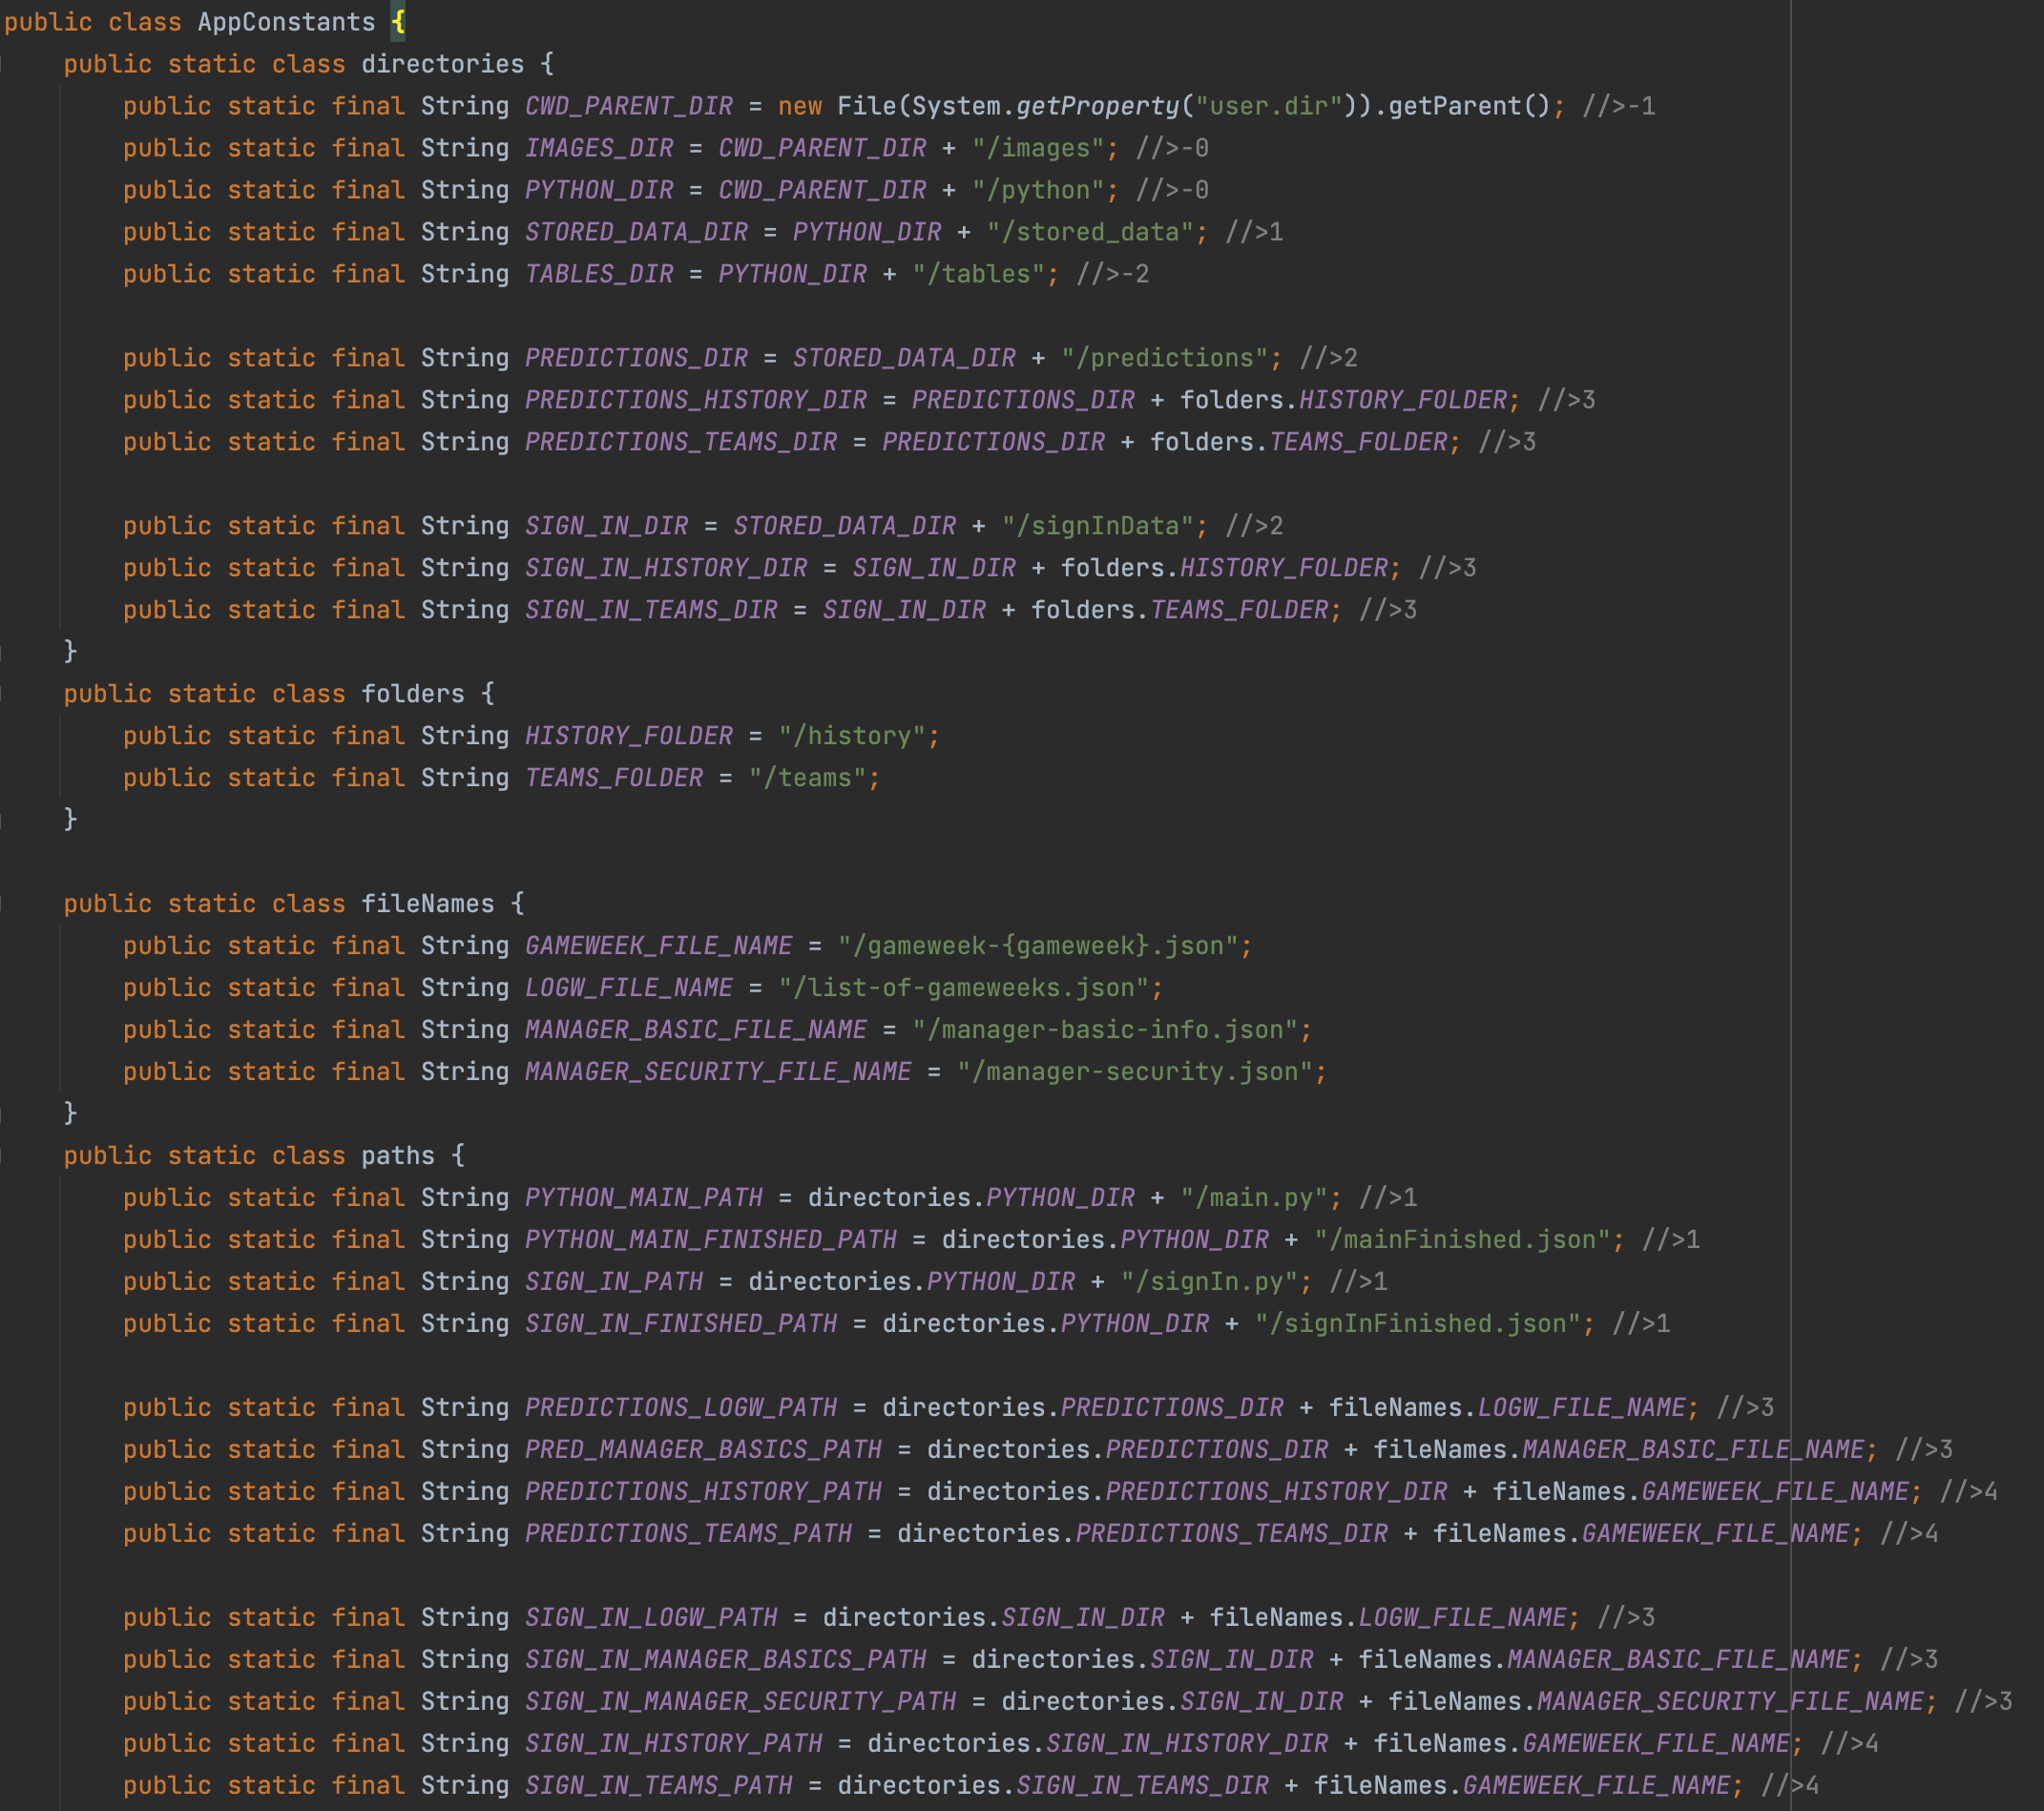 public class AppConstants {
    public static class directories {
        public static final String CWD_PARENT_DIR = new File(System.getProperty("user.dir")).getParent(); //>-1
        public static final String IMAGES_DIR = CWD_PARENT_DIR + "/images"; //>-0
        public static final String PYTHON_DIR = CWD_PARENT_DIR + "/python"; //>-0
        public static final String STORED_DATA_DIR = PYTHON_DIR + "/stored_data"; //>1
        public static final String TABLES_DIR = PYTHON_DIR + "/tables"; //>-2

        public static final String PREDICTIONS_DIR = STORED_DATA_DIR + "/predictions"; //>2
        public static final String PREDICTIONS_HISTORY_DIR = PREDICTIONS_DIR + folders.HISTORY_FOLDER; //>3
        public static final String PREDICTIONS_TEAMS_DIR = PREDICTIONS_DIR + folders.TEAMS_FOLDER; //>3

        public static final String SIGN_IN_DIR = STORED_DATA_DIR + "/signInData"; //>2
        public static final String SIGN_IN_HISTORY_DIR = SIGN_IN_DIR + folders.HISTORY_FOLDER; //>3
        public static final String SIGN_IN_TEAMS_DIR = SIGN_IN_DIR + folders.TEAMS_FOLDER; //>3
    }
    public static class folders {
        public static final String HISTORY_FOLDER = "/history";
        public static final String TEAMS_FOLDER = "/teams";
    }

    public static class fileNames {
        public static final String GAMEWEEK_FILE_NAME = "/gameweek-{gameweek}.json";
        public static final String LOGW_FILE_NAME = "/list-of-gameweeks.json";
        public static final String MANAGER_BASIC_FILE_NAME = "/manager-basic-info.json";
        public static final String MANAGER_SECURITY_FILE_NAME = "/manager-security.json";
    }
    public static class paths {
        public static final String PYTHON_MAIN_PATH = directories.PYTHON_DIR + "/main.py"; //>1
        public static final String PYTHON_MAIN_FINISHED_PATH = directories.PYTHON_DIR + "/mainFinished.json"; //>1
        public static final String SIGN_IN_PATH = directories.PYTHON_DIR + "/signIn.py"; //>1
        public static final String SIGN_IN_FINISHED_PATH = directories.PYTHON_DIR + "/signInFinished.json"; //>1

        public static final String PREDICTIONS_LOGW_PATH = directories.PREDICTIONS_DIR + fileNames.LOGW_FILE_NAME; //>3
        public static final String PRED_MANAGER_BASICS_PATH = directories.PREDICTIONS_DIR + fileNames.MANAGER_BASIC_FILE_NAME; //>3
        public static final String PREDICTIONS_HISTORY_PATH = directories.PREDICTIONS_HISTORY_DIR + fileNames.GAMEWEEK_FILE_NAME; //>4
        public static final String PREDICTIONS_TEAMS_PATH = directories.PREDICTIONS_TEAMS_DIR + fileNames.GAMEWEEK_FILE_NAME; //>4

        public static final String SIGN_IN_LOGW_PATH = directories.SIGN_IN_DIR + fileNames.LOGW_FILE_NAME; //>3
        public static final String SIGN_IN_MANAGER_BASICS_PATH = directories.SIGN_IN_DIR + fileNames.MANAGER_BASIC_FILE_NAME; //>3
        public static final String SIGN_IN_MANAGER_SECURITY_PATH = directories.SIGN_IN_DIR + fileNames.MANAGER_SECURITY_FILE_NAME; //>3
        public static final String SIGN_IN_HISTORY_PATH = directories.SIGN_IN_HISTORY_DIR + fileNames.GAMEWEEK_FILE_NAME; //>4
        public static final String SIGN_IN_TEAMS_PATH = directories.SIGN_IN_TEAMS_DIR + fileNames.GAMEWEEK_FILE_NAME; //>4